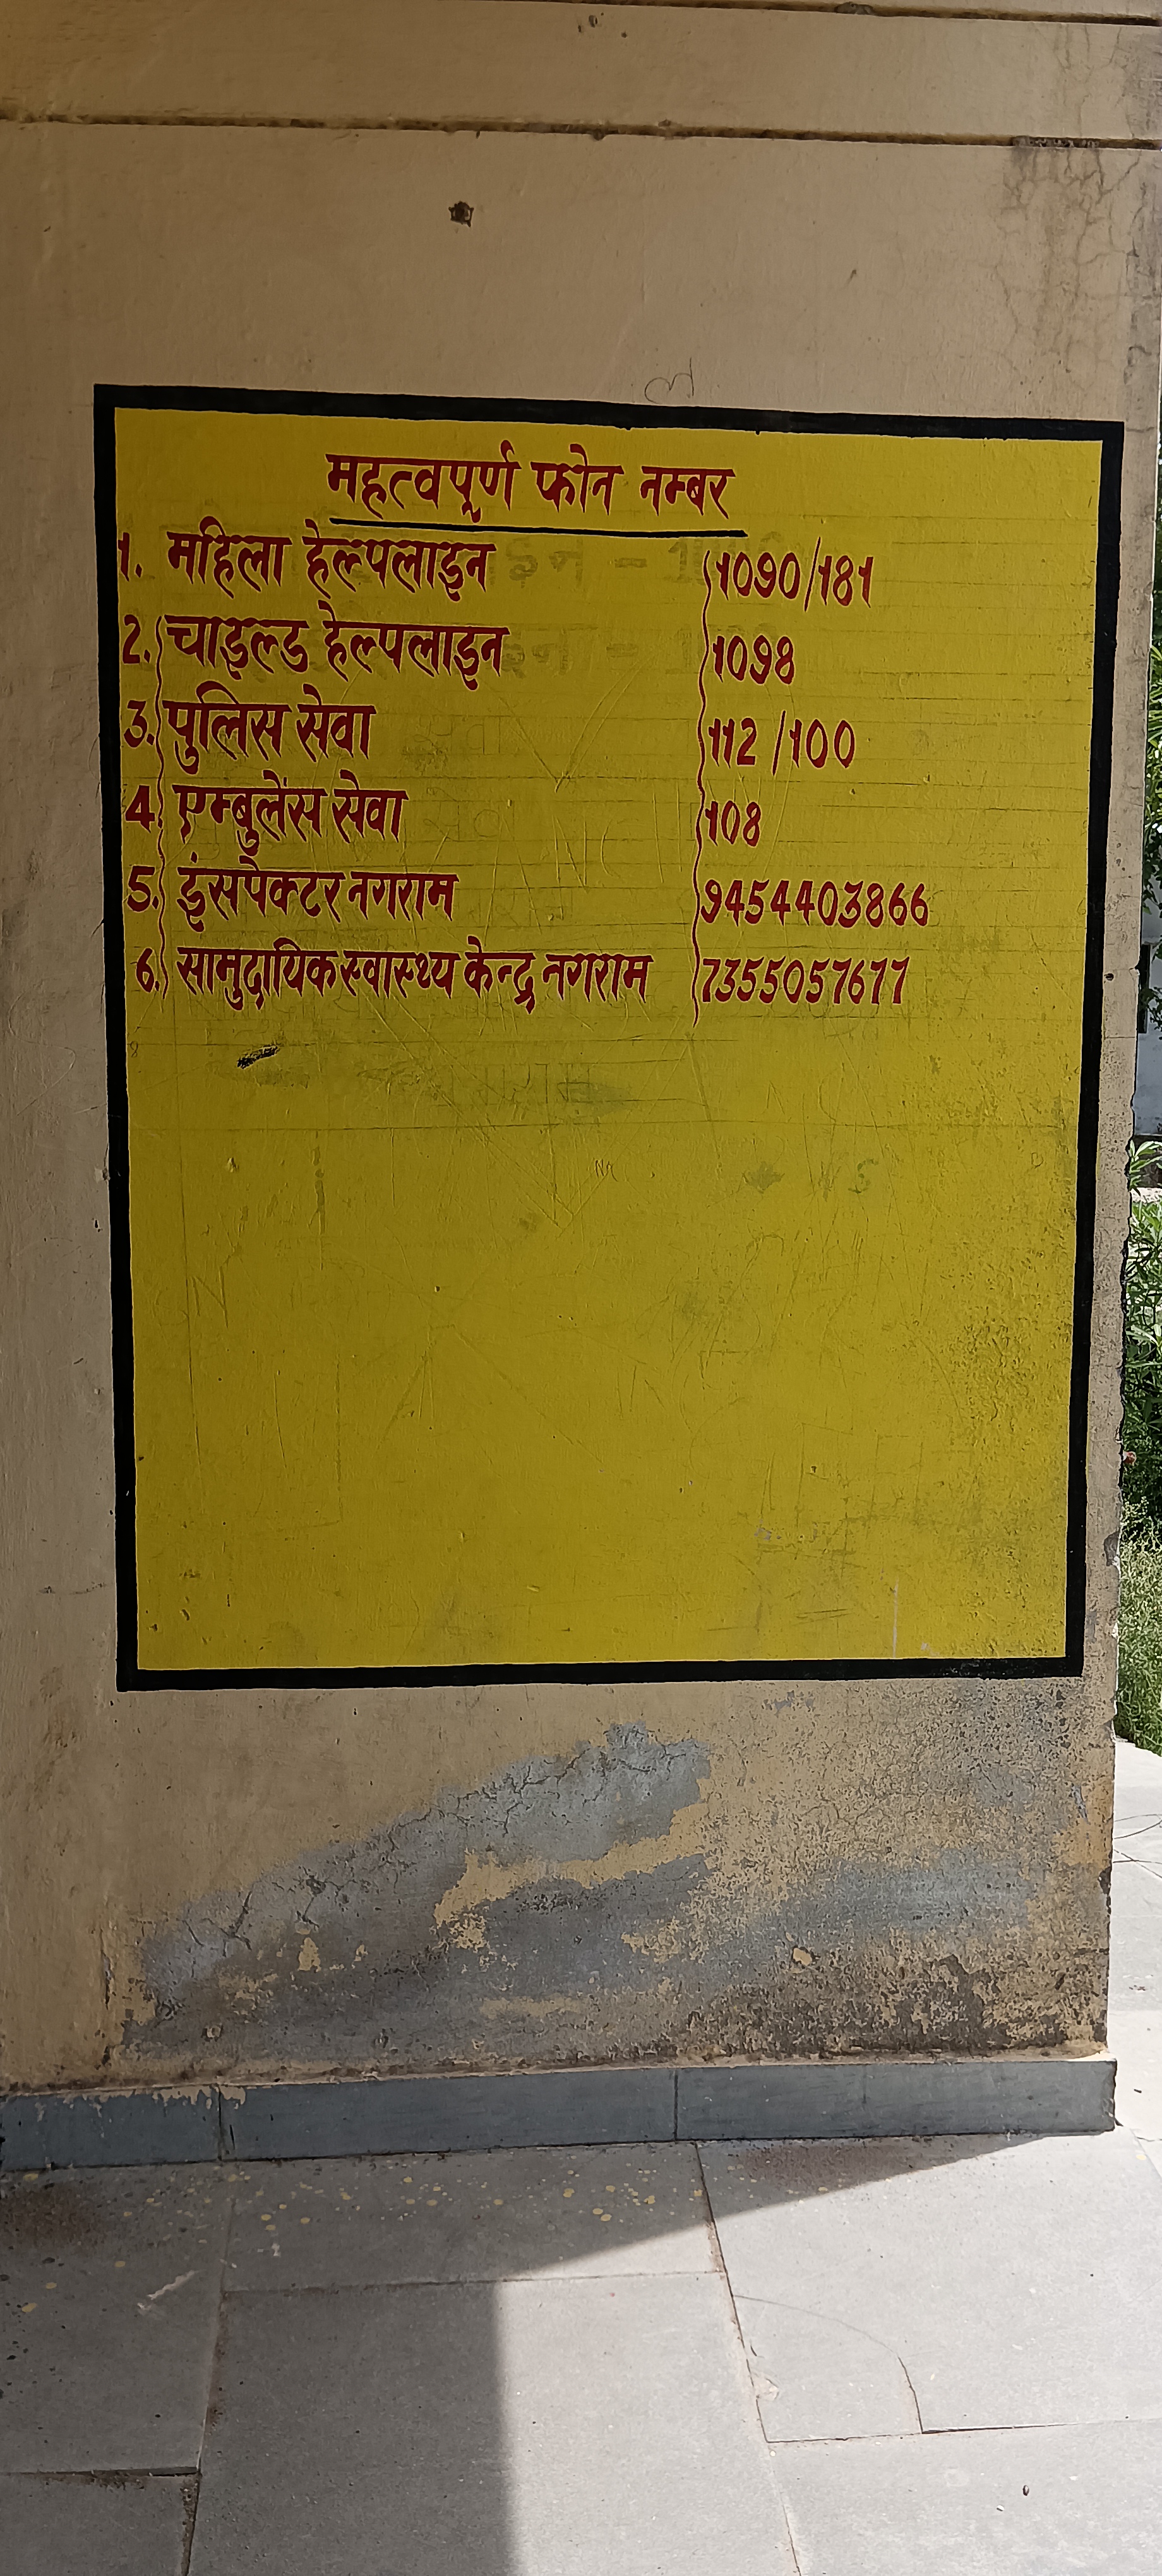 महत्वपूर्ण फोन नम्बर
1. महिला हेल्पलाइन 1090/181
2. चाइल्ड हेल्पलाइन 1098
3. पुलिस सेवा 112/100
4. एम्बुलेंस सेवा 108
5. इंसपेक्टर नगराम 9454403866
6. सामुदायिक स्वास्थ्य केन्द्र नगराम 7355057677